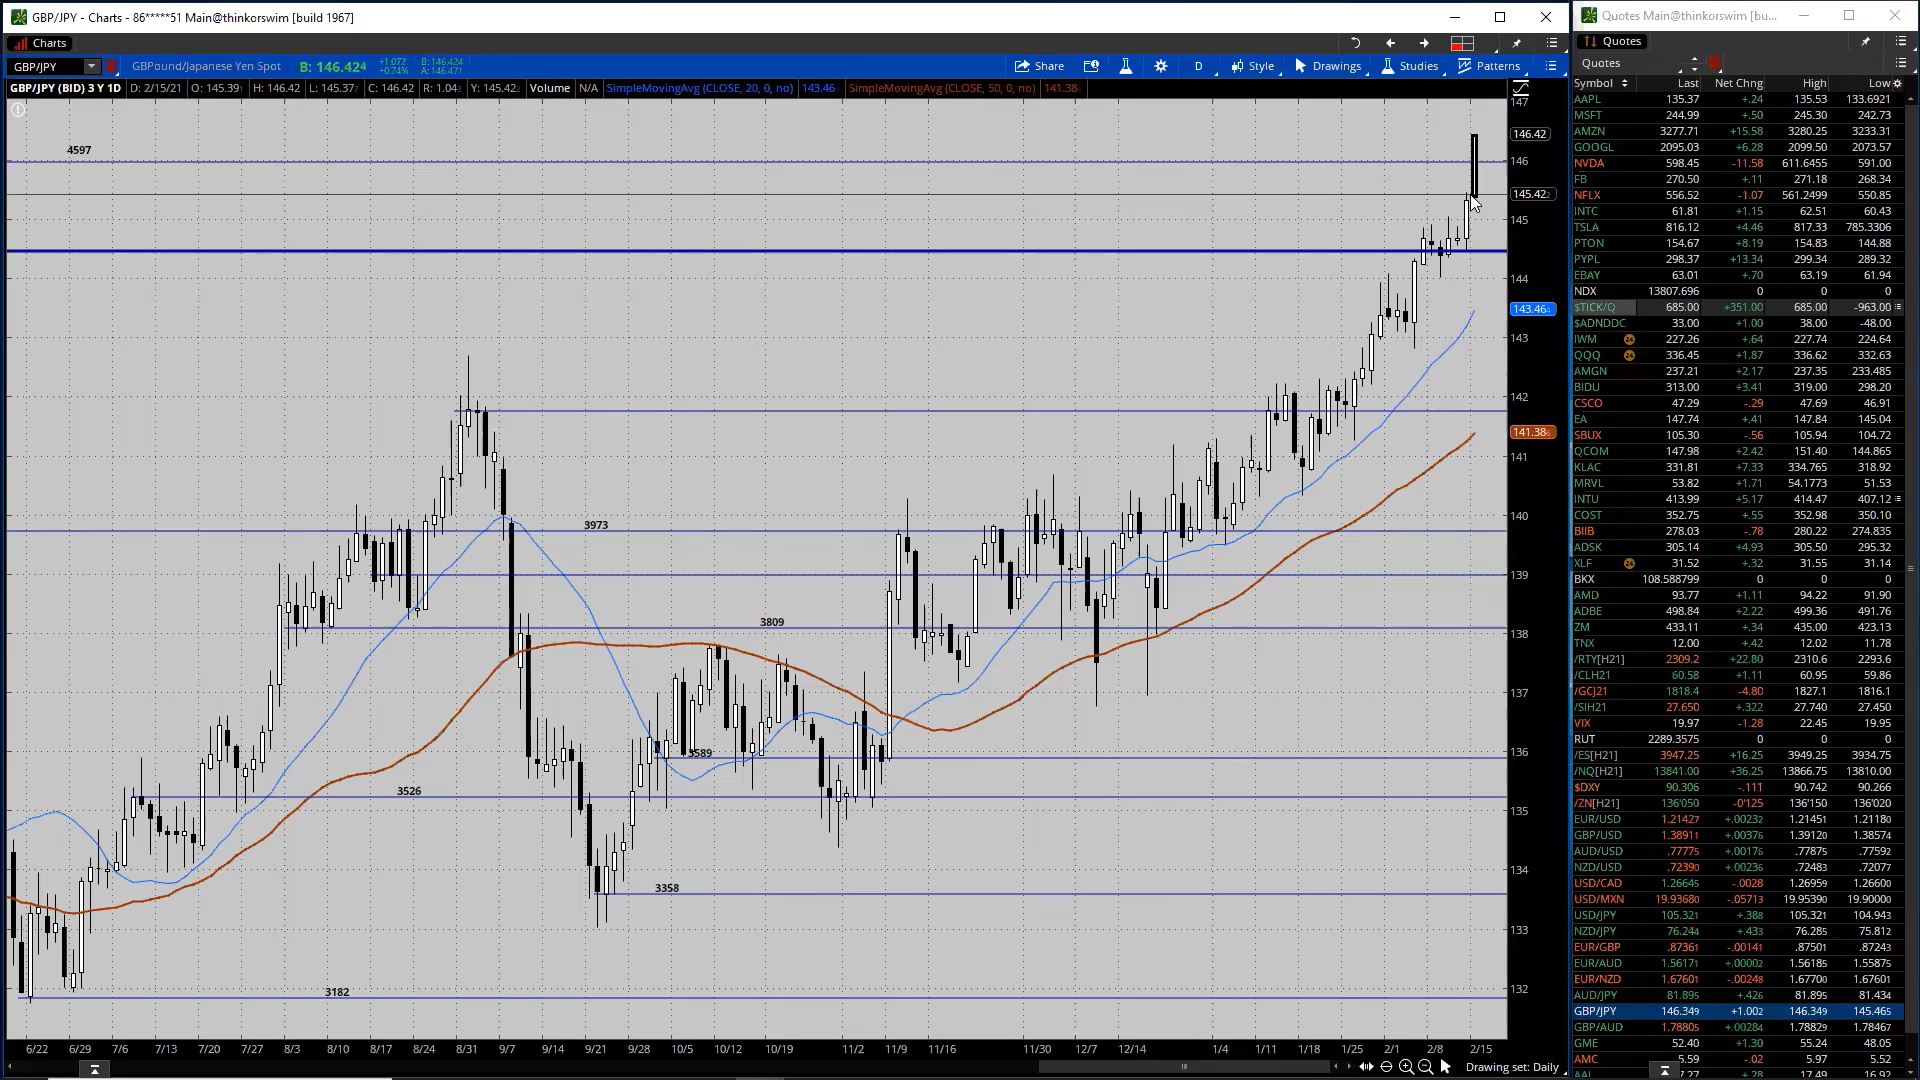 GBP/JPY - Charts - 86*****51 Main@thinkorswim [build 1967]
Charts
GBP/JPY GBPound/Japanese Yen Spot B: 146.424 +1.077 +0.74% B: 146.424 A: 146.471 Share D Style Drawings Studies Patterns
GBP/JPY (BID) 3 Y 1D D: 2/15/21 O: 145.391 H: 146.42 L: 145.377 C: 146.42 R: 1.043 Y: 145.422 Volume N/A SimpleMovingAvg (CLOSE, 20, 0, no) 143.464 SimpleMovingAvg (CLOSE, 50, 0, no) 141.386
147
146.42
4597
146
145.422
145
144
143.464
143
142
141.386
141
3973
140
139
3809
138
137
3589
136
3526
135
134
3358
133
3182
132
6/22 6/29 7/6 7/13 7/20 7/27 8/3 8/10 8/17 8/24 8/31 9/7 9/14 9/21 9/28 10/5 10/12 10/19 11/2 11/9 11/16 11/30 12/7 12/14 1/4 1/11 1/18 1/25 2/1 2/8 2/15
Drawing set: Daily
Quotes Main@thinkorswim [bu...
Quotes
Quotes
Symbol Last Net Chng High Low
AAPL 135.37 +.24 135.53 133.6921
MSFT 244.99 +.50 245.30 242.73
AMZN 3277.71 +15.58 3280.25 3233.31
GOOGL 2095.03 +6.28 2099.50 2073.57
NVDA 598.45 -11.58 611.6455 591.00
FB 270.50 +.11 271.18 268.34
NFLX 556.52 -1.07 561.2499 550.85
INTC 61.81 +1.15 62.51 60.43
TSLA 816.12 +4.46 817.33 785.3306
PTON 154.67 +8.19 154.83 144.88
PYPL 298.37 +13.34 299.34 289.32
EBAY 63.01 +.70 63.19 61.94
NDX 13807.696 0 0 0
$TICK/Q 685.00 +351.00 685.00 -963.00
$ADNDDC 33.00 +1.00 38.00 -48.00
IWM 24 227.26 +.64 227.74 224.64
QQQ 24 336.45 +1.87 336.62 332.63
AMGN 237.21 +2.17 237.35 233.485
BIDU 313.00 +3.41 319.00 298.20
CSCO 47.29 -.29 47.69 46.91
EA 147.74 +.41 147.84 145.04
SBUX 105.30 -.56 105.94 104.72
QCOM 147.98 +2.42 151.40 144.865
KLAC 331.81 +7.33 334.765 318.92
MRVL 53.82 +1.71 54.1773 51.53
INTU 413.99 +5.17 414.47 407.12
COST 352.75 +.55 352.98 350.10
BIIB 278.03 -.78 280.22 274.835
ADSK 305.14 +4.93 305.50 295.32
XLF 24 31.52 +.32 31.55 31.14
BKX 108.588799 0 0 0
AMD 93.77 +1.11 94.22 91.90
ADBE 498.84 +2.22 499.36 491.76
ZM 433.11 +.34 435.00 423.13
TNX 12.00 +.42 12.02 11.78
/RTY[H21] 2309.2 +22.80 2310.6 2293.6
/CLH21 60.58 +1.11 60.95 59.86
/GCJ21 1818.4 -4.80 1827.1 1816.1
/SIH21 27.650 +.322 27.740 27.450
VIX 19.97 -1.28 22.45 19.95
RUT 2289.3575 0 0 0
/ES[H21] 3947.25 +16.25 3949.25 3934.75
/NQ[H21] 13841.00 +36.25 13866.75 13810.00
$DXY 90.306 -.111 90.742 90.266
/ZN[H21] 136'050 -0'125 136'150 136'020
EUR/USD 1.21427 +.00232 1.21451 1.21180
GBP/USD 1.38911 +.00376 1.39120 1.38574
AUD/USD .77775 +.00176 .77875 .77592
NZD/USD .72390 +.00236 .72483 .72077
USD/CAD 1.26645 -.0028 1.26959 1.26600
USD/MXN 19.93680 -.05713 19.95390 19.90000
USD/JPY 105.321 +.388 105.321 104.943
NZD/JPY 76.244 +.433 76.285 75.812
EUR/GBP .87361 -.00141 .87501 .87243
EUR/AUD 1.56171 +.00002 1.56185 1.55875
EUR/NZD 1.67601 -.00248 1.67700 1.67601
AUD/JPY 81.895 +.426 81.895 81.434
GBP/JPY 146.349 +1.002 146.349 145.465
GBP/AUD 1.78805 +.00284 1.78829 1.78467
GME 52.40 +1.30 55.24 48.05
AMC 5.59 -.02 5.97 5.52
+.28 17.49 16.92